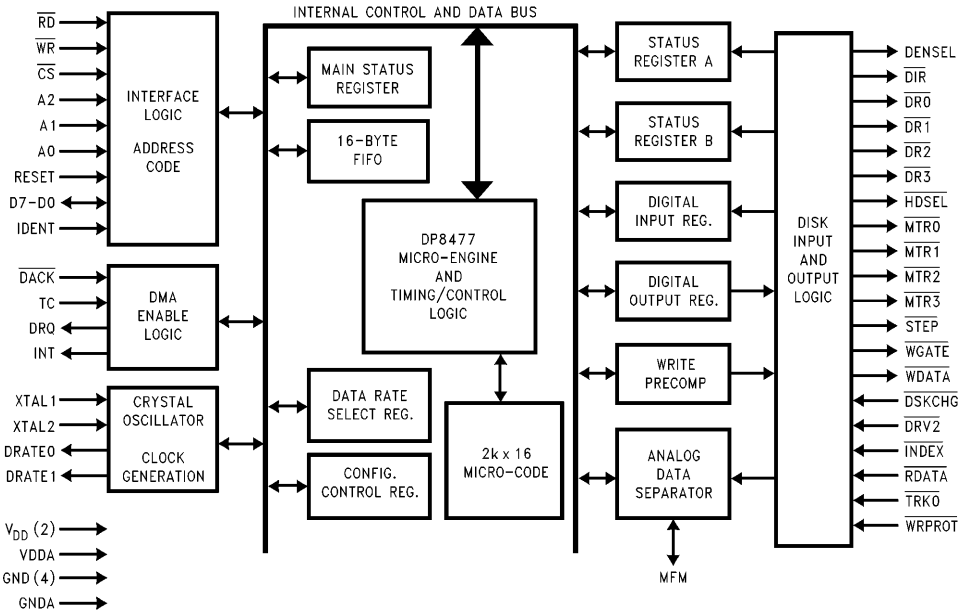 INTERNAL CONTROL AND DATA BUS
RD
WR
CS
A2
A1
A0
RESET
D7-D0
IDENT
INTERFACE
LOGIC
ADDRESS
CODE
DACK
TC
DRQ
INT
DMA
ENABLE
LOGIC
XTAL1
XTAL2
DRATE0
DRATE1
CRYSTAL
OSCILLATOR
CLOCK
GENERATION
VDD (2)
VDDA
GND (4)
GNDA
MAIN STATUS
REGISTER
16-BYTE
FIFO
DP8477
MICRO-ENGINE
AND
TIMING/CONTROL
LOGIC
DATA RATE
SELECT REG.
CONFIG.
CONTROL REG.
2k x 16
MICRO-CODE
STATUS
REGISTER A
STATUS
REGISTER B
DIGITAL
INPUT REG.
DIGITAL
OUTPUT REG.
WRITE
PRECOMP
ANALOG
DATA
SEPARATOR
MFM
DISK
INPUT
AND
OUTPUT
LOGIC
DENSEL
DIR
DR0
DR1
DR2
DR3
HDSEL
MTR0
MTR1
MTR2
MTR3
STEP
WGATE
WDATA
DSKCHG
DRV2
INDEX
RDATA
TRK0
WRPROT